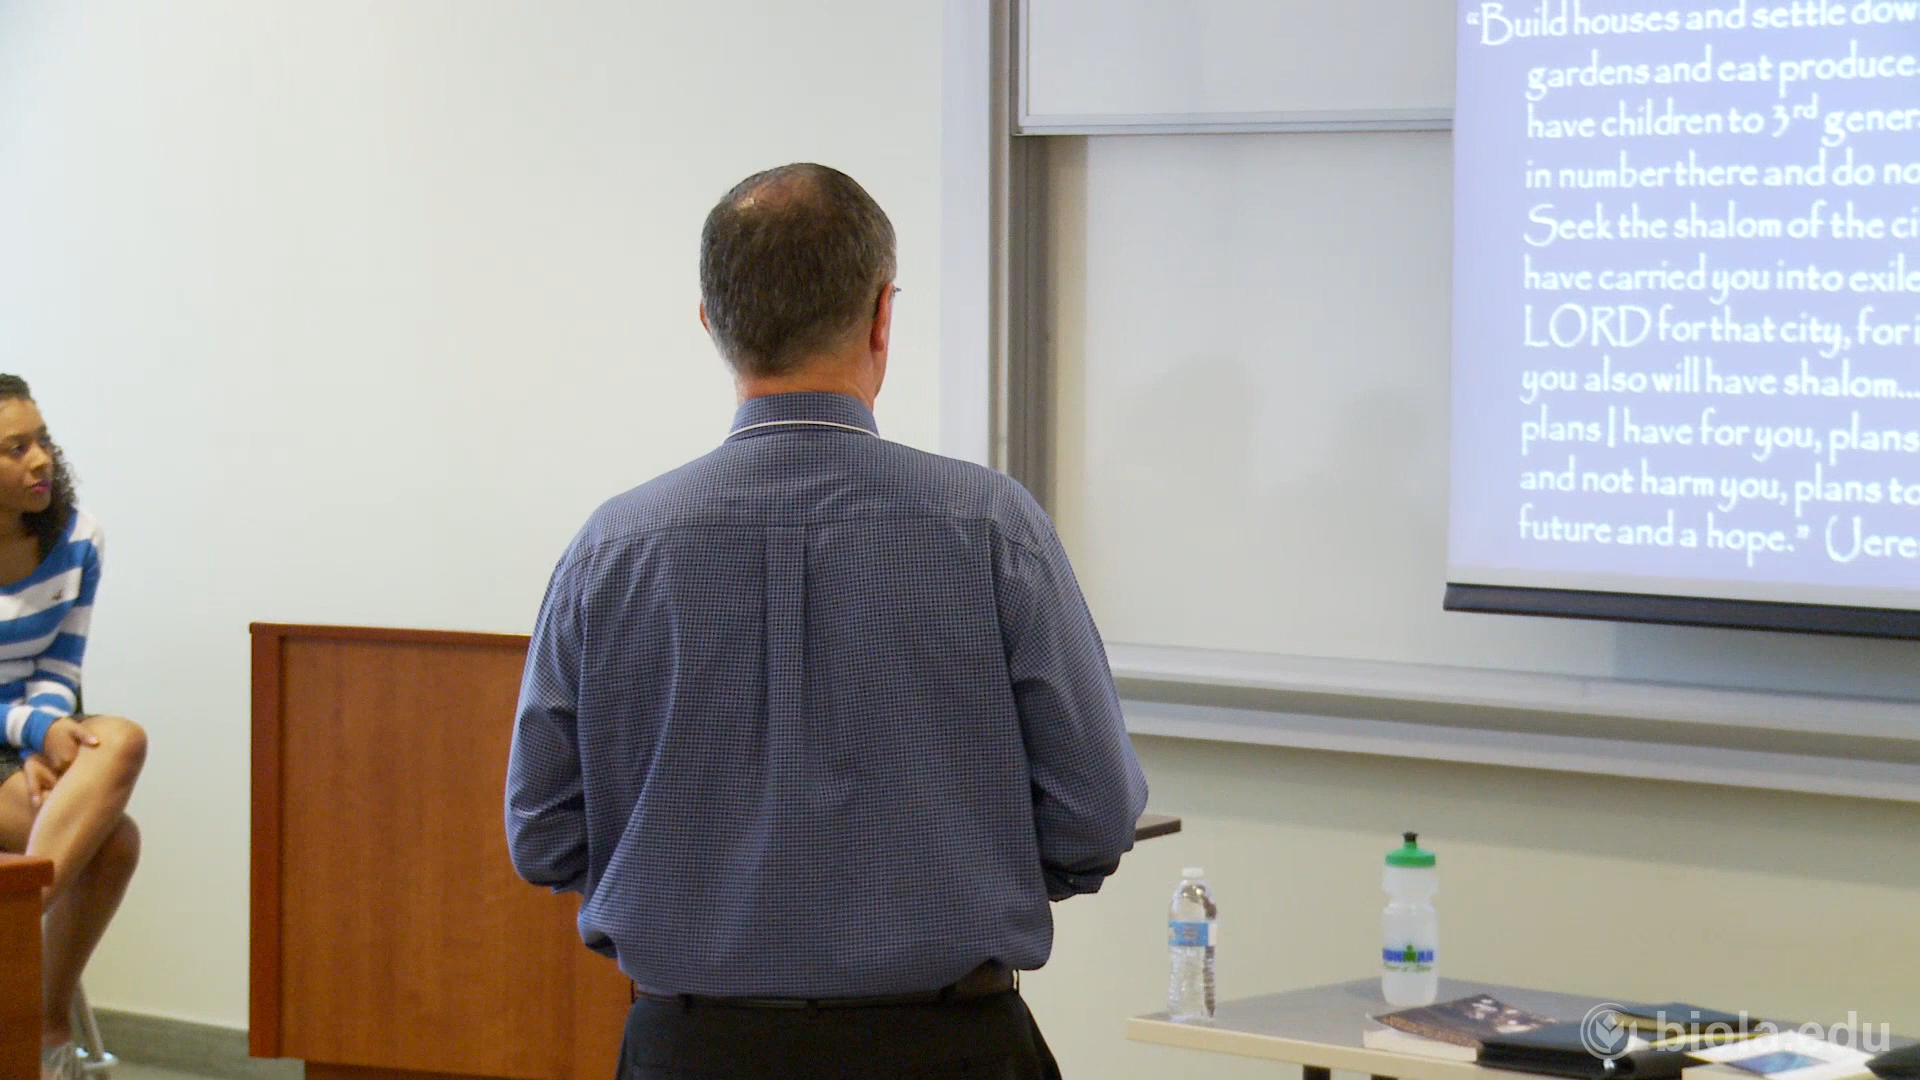 “Build houses and settle dow
gardens and eat produce.
have children to 3rd gener
in number there and do no
Seek the shalom of the ci
have carried you into exile
LORD for that city, for i
you also will have shalom...
plans I have for you, plans
and not harm you, plans to
future and a hope.” (Jere
biola.edu